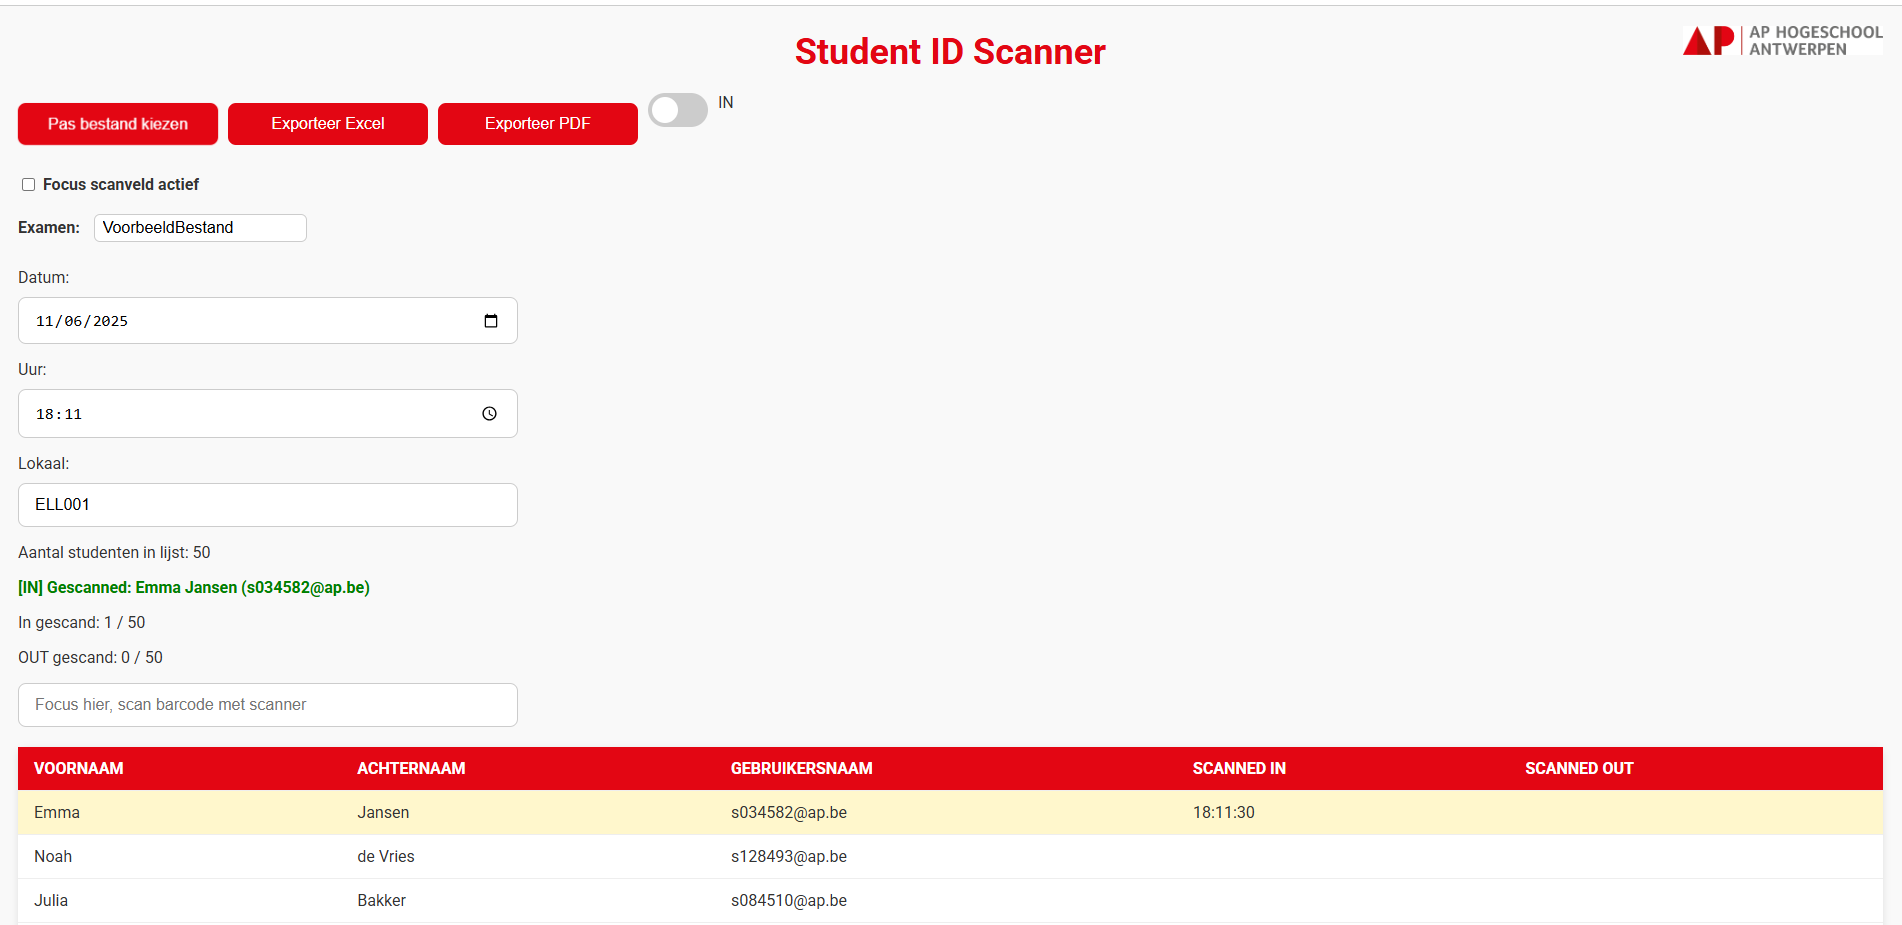 Student ID Scanner
AP | AP HOGESCHOOL
ANTWERPEN
Pas bestand kiezen
Exporteer Excel
Exporteer PDF
IN
Focus scanveld actief
Examen: VoorbeeldBestand
Datum:
11/06/2025
Uur:
18:11
Lokaal:
ELL001
Aantal studenten in lijst: 50
[IN] Gescanned: Emma Jansen (s034582@ap.be)
In gescand: 1 / 50
OUT gescand: 0 / 50
Focus hier, scan barcode met scanner
VOORNAAM ACHTERNAAM GEBRUIKERSNAAM SCANNED IN SCANNED OUT
Emma Jansen s034582@ap.be 18:11:30
Noah de Vries s128493@ap.be
Julia Bakker s084510@ap.be